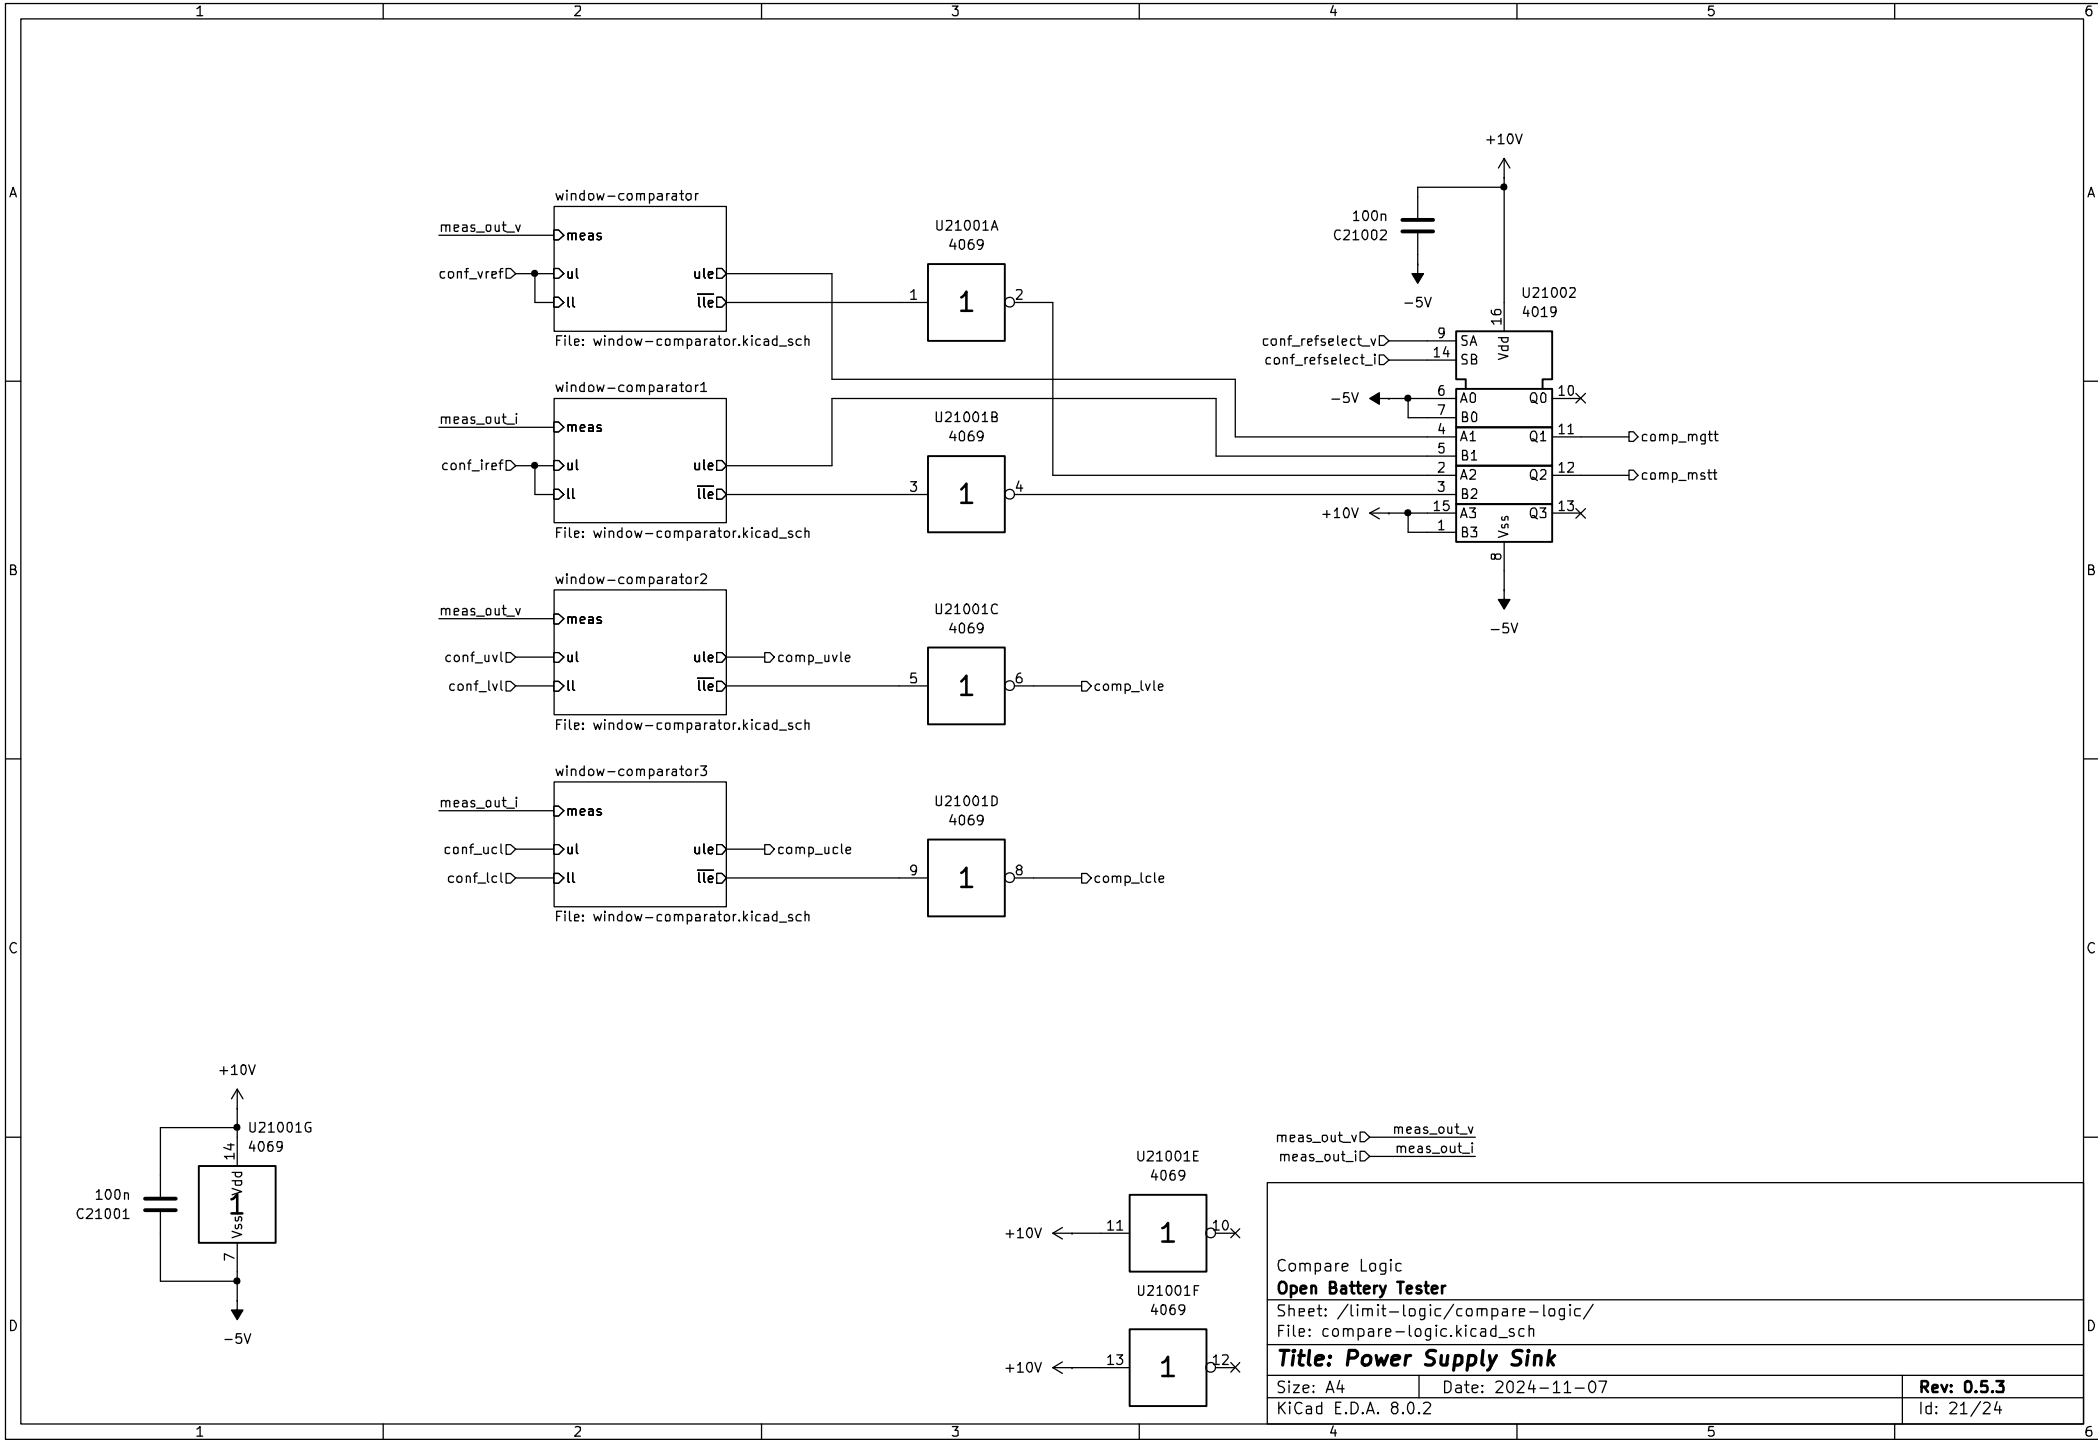 1 2 3 4 5 6
A A
B B
C C
D D
1 2 3 4 5 6
window-comparator
meas_out_v
meas
conf_vref
ul
ll
ule
lle
File: window-comparator.kicad_sch
U21001A
4069
1
1
2
window-comparator1
meas_out_i
meas
conf_iref
ul
ll
ule
lle
File: window-comparator.kicad_sch
U21001B
4069
3
1
4
window-comparator2
meas_out_v
meas
conf_uvl
ul
conf_lvl
ll
ule
comp_uvle
lle
File: window-comparator.kicad_sch
U21001C
4069
5
1
6
comp_lvle
window-comparator3
meas_out_i
meas
conf_ucl
ul
conf_lcl
ll
ule
comp_ucle
lle
File: window-comparator.kicad_sch
U21001D
4069
9
1
8
comp_lcle
+10V
100n
C21002
-5V
U21002
4019
16
Vdd
conf_refselect_v
9
SA
conf_refselect_i
14
SB
-5V
6
A0
Q0
10
7
B0
4
A1
Q1
11
comp_mgtt
5
B1
2
A2
Q2
12
comp_mstt
3
B2
+10V
15
A3
Q3
13
1
B3
Vss
8
-5V
+10V
U21001G
4069
14
Vdd
1
Vss
7
100n
C21001
-5V
U21001E
4069
+10V
11
1
10
U21001F
4069
+10V
13
1
12
meas_out_v meas_out_v
meas_out_i meas_out_i
Compare Logic
Open Battery Tester
Sheet: /limit-logic/compare-logic/
File: compare-logic.kicad_sch
Title: Power Supply Sink
Size: A4 Date: 2024-11-07 Rev: 0.5.3
KiCad E.D.A. 8.0.2 Id: 21/24